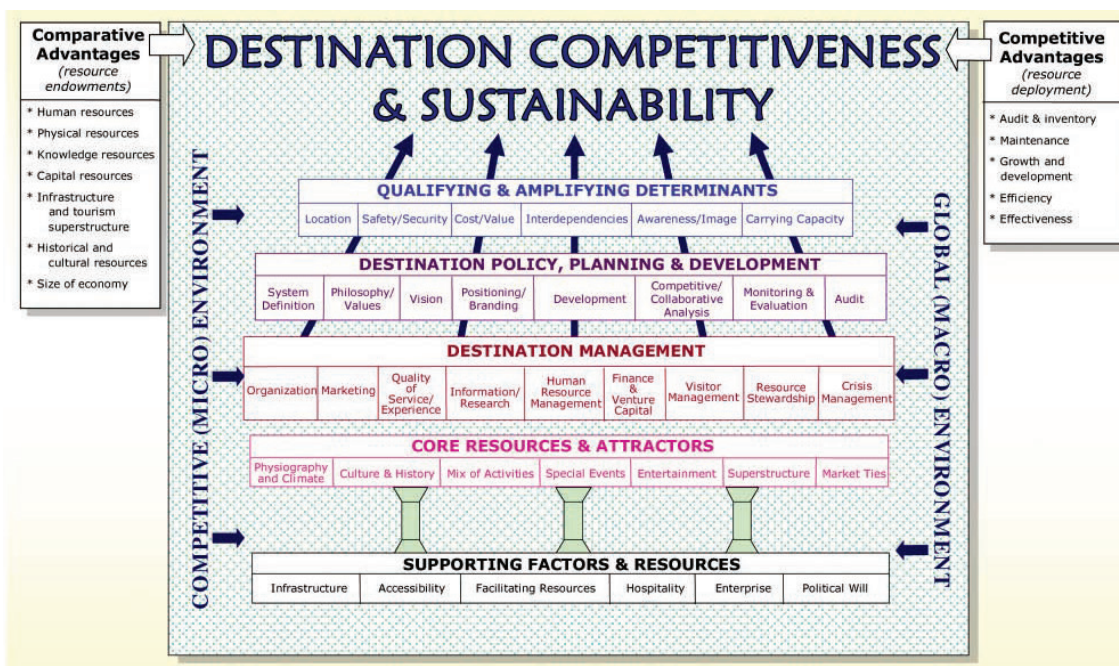 Comparative
Advantages
(resource
endowments)
* Human resources
* Physical resources
* Knowledge resources
* Capital resources
* Infrastructure
and tourism
superstructure
* Historical and
cultural resources
* Size of economy
DESTINATION COMPETITIVENESS
& SUSTAINABILITY
Competitive
Advantages
(resource
deployment)
* Audit & inventory
* Maintenance
* Growth and
development
* Efficiency
* Effectiveness
COMPETITIVE (MICRO) ENVIRONMENT
GLOBAL (MACRO) ENVIRONMENT
QUALIFYING & AMPLIFYING DETERMINANTS
Location
Safety/Security
Cost/Value
Interdependencies
Awareness/Image
Carrying Capacity
DESTINATION POLICY, PLANNING & DEVELOPMENT
System
Definition
Philosophy/
Values
Vision
Positioning/
Branding
Development
Competitive/
Collaborative
Analysis
Monitoring &
Evaluation
Audit
DESTINATION MANAGEMENT
Organization
Marketing
Quality
of
Service/
Experience
Information/
Research
Human
Resource
Management
Finance
&
Venture
Capital
Visitor
Management
Resource
Stewardship
Crisis
Management
CORE RESOURCES & ATTRACTORS
Physiography
and Climate
Culture & History
Mix of Activities
Special Events
Entertainment
Superstructure
Market Ties
SUPPORTING FACTORS & RESOURCES
Infrastructure
Accessibility
Facilitating Resources
Hospitality
Enterprise
Political Will